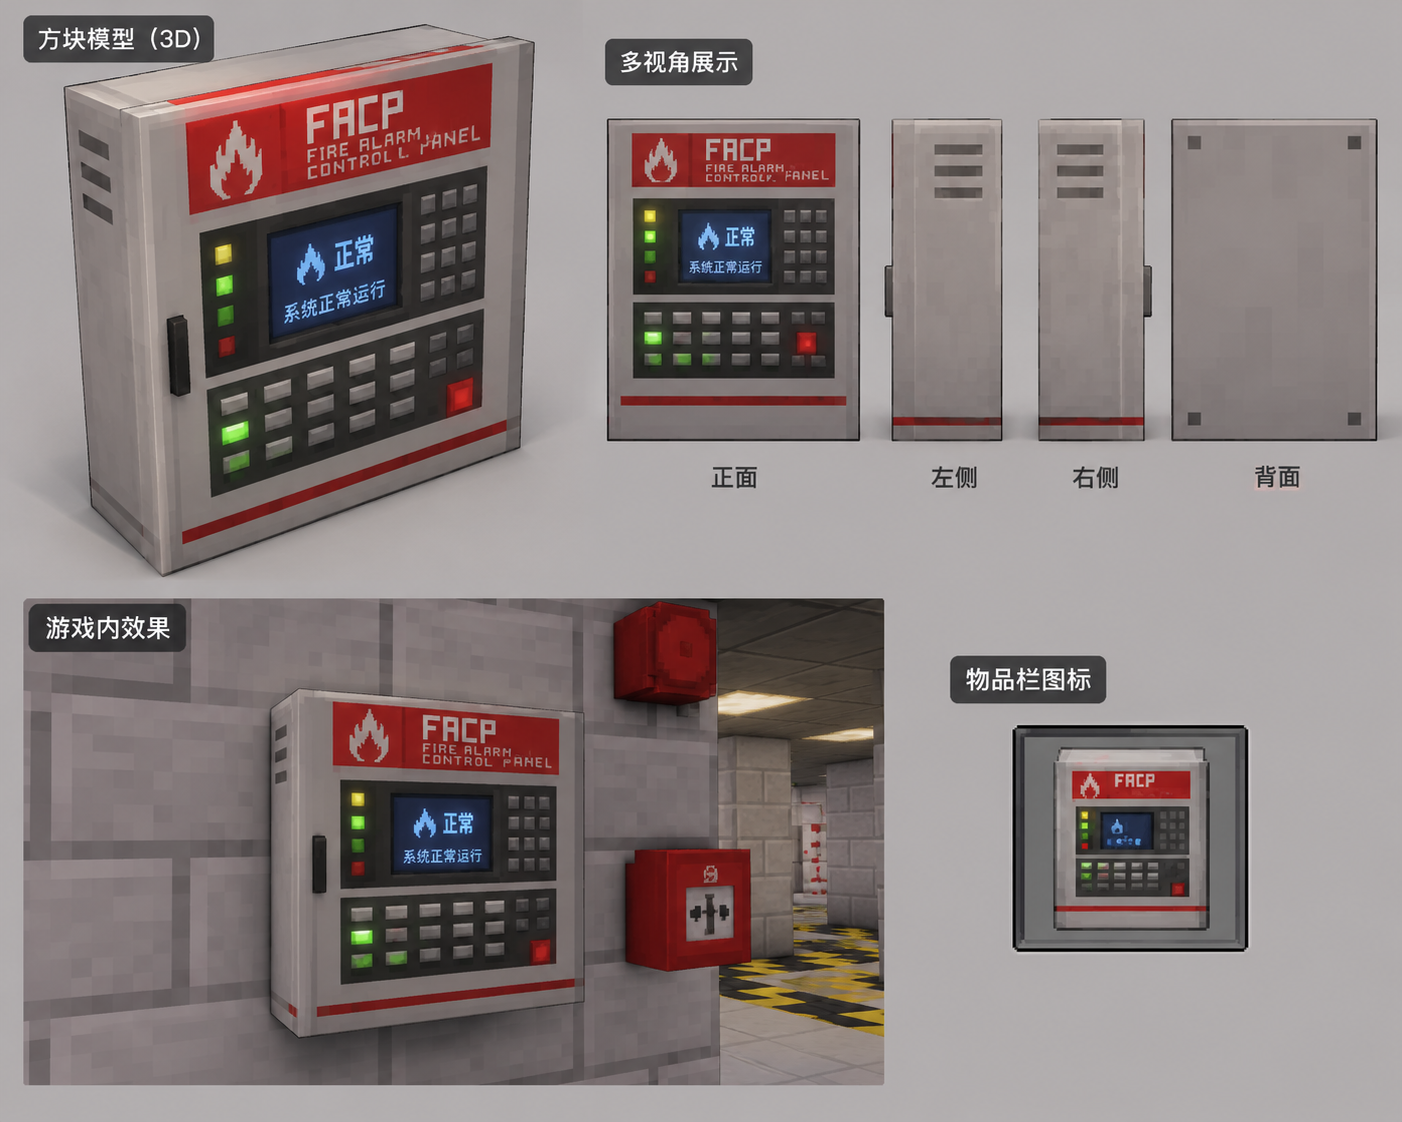 方块模型（3D）
FACP
FIRE ALARM
CONTROL PANEL
正常
系统正常运行
多视角展示
FACP
FIRE ALARM
PANEL
正常
系统正常运行
正面
左侧
右侧
背面
游戏内效果
FACP
FIRE ALARM
CONTROL PANEL
正常
系统正常运行
物品栏图标
FACP